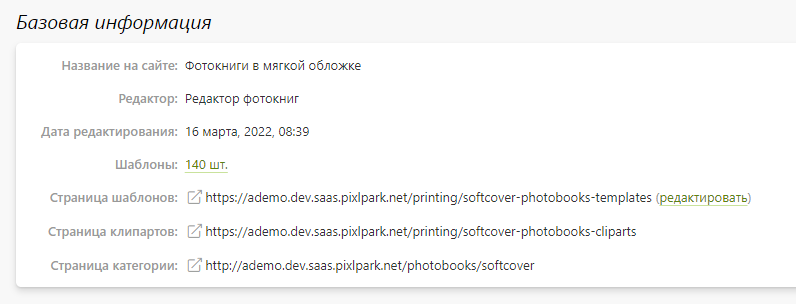 Базовая информация
Название на сайте: Фотокниги в мягкой обложке
Редактор: Редактор фотокниг
Дата редактирования: 16 марта, 2022, 08:39
Шаблоны: 140 шт.
Страница шаблонов: https://ademo.dev.saas.pixlpark.net/printing/softcover-photobooks-templates (редактировать)
Страница клипартов: https://ademo.dev.saas.pixlpark.net/printing/softcover-photobooks-cliparts
Страница категории: http://ademo.dev.saas.pixlpark.net/photobooks/softcover